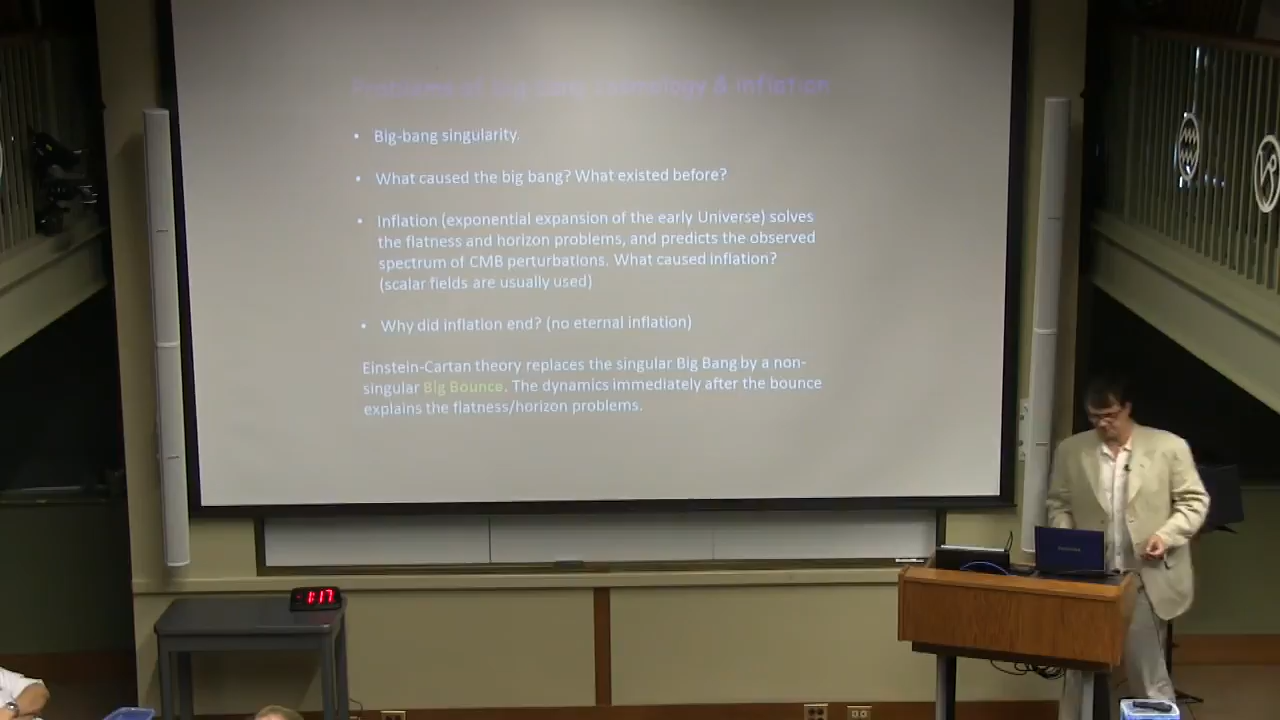 Problems of Big Bang Cosmology & Inflation
• Big-bang singularity.
• What caused the big bang? What existed before?
• Inflation (exponential expansion of the early Universe) solves
the flatness and horizon problems, and predicts the observed
spectrum of CMB perturbations. What caused inflation?
(scalar fields are usually used)
• Why did inflation end? (no eternal inflation)
Einstein-Cartan theory replaces the singular Big Bang by a non-
singular Big Bounce. The dynamics immediately after the bounce
explains the flatness/horizon problems.
1:17